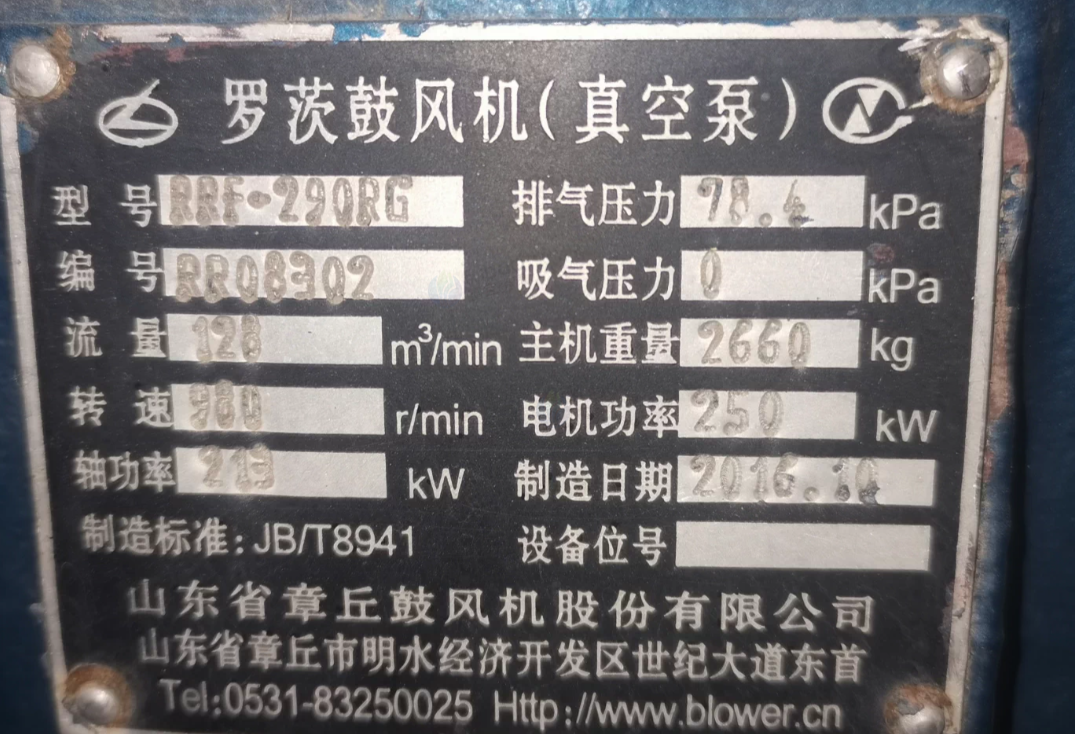 罗茨鼓风机(真空泵)
型 号 RRF-290RG 排气压力 78.4 kPa
编 号 RR08302 吸气压力 0 kPa
流 量 128 m³/min 主机重量 2660 kg
转 速 980 r/min 电机功率 250 kW
轴功率 213 kW 制造日期 2016.10
制造标准: JB/T8941 设备位号
山东省章丘鼓风机股份有限公司
山东省章丘市明水经济开发区世纪大道东首
Tel:0531-83250025 Http://www.blower.cn